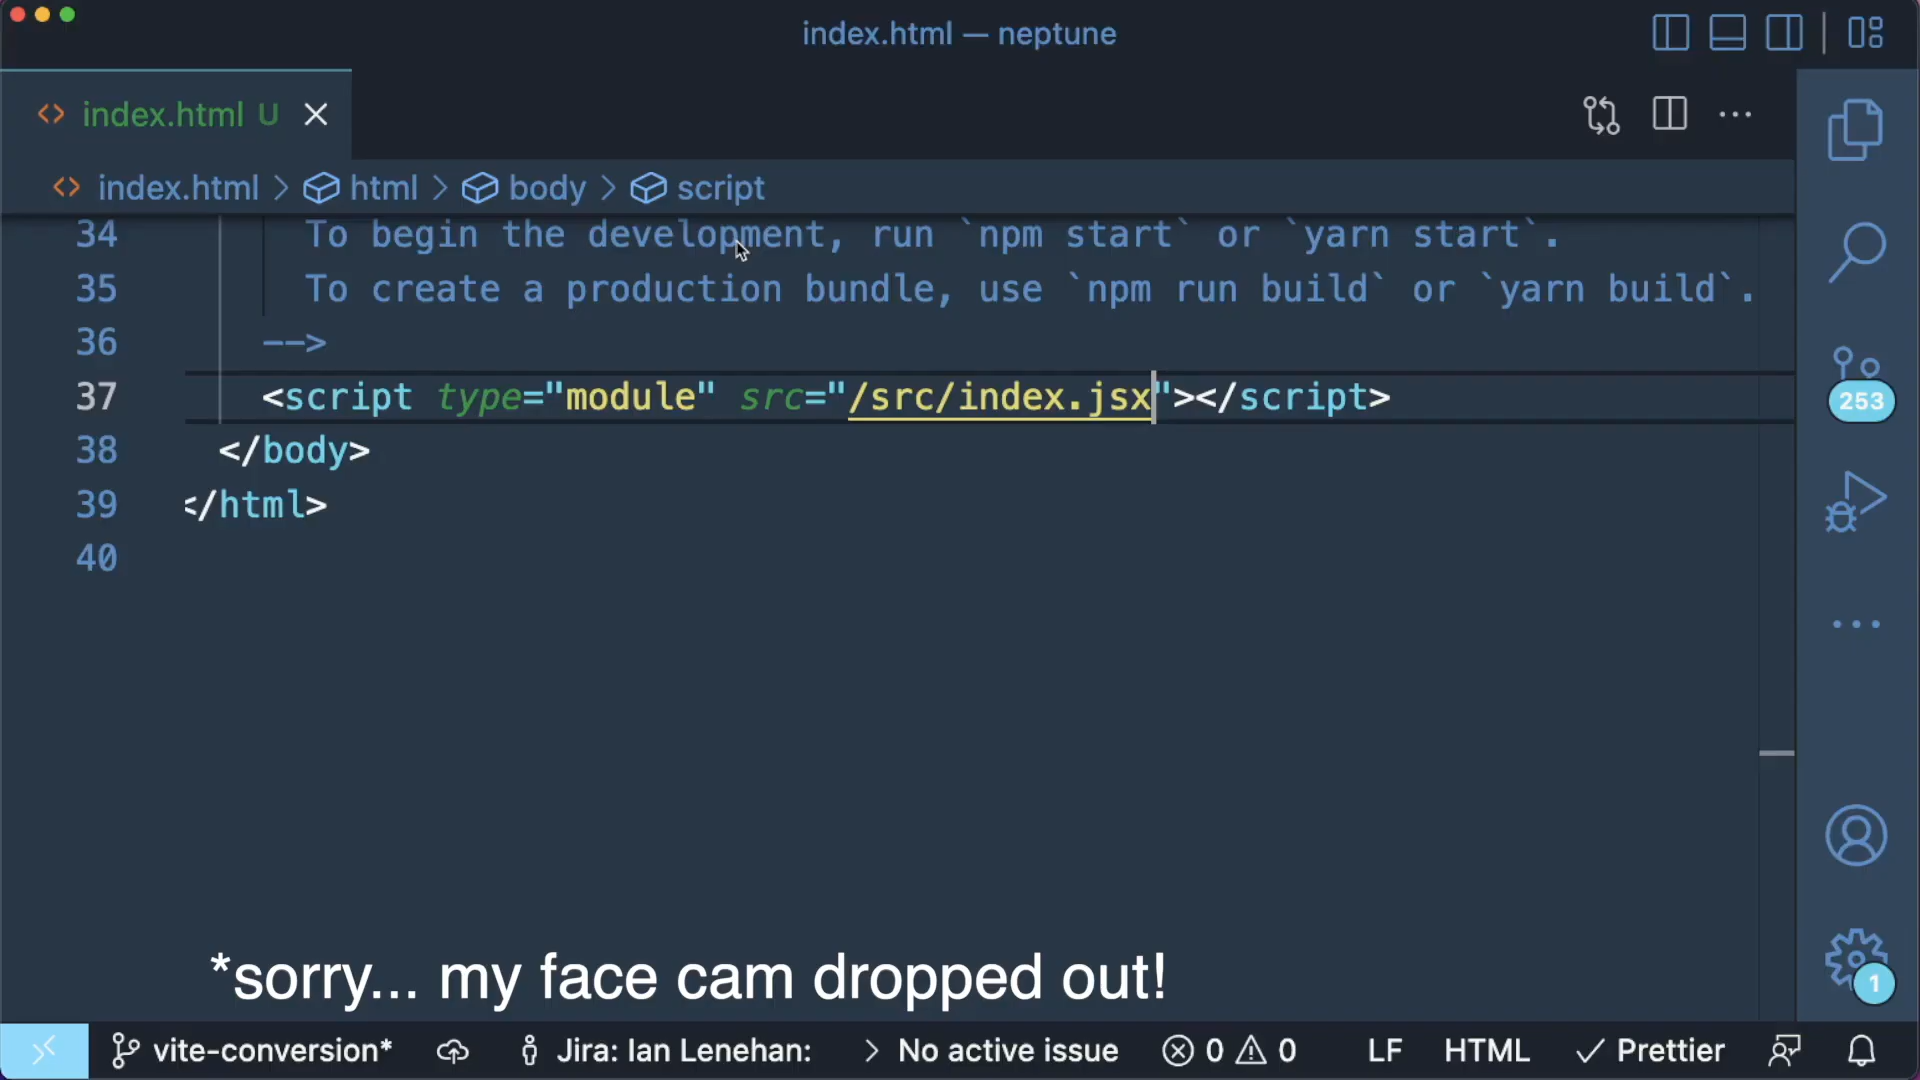 index.html — neptune
index.html U
index.html > html > body > script
34 To begin the development, run `npm start` or `yarn start`.
35 To create a production bundle, use `npm run build` or `yarn build`.
36 -->
37 <script type="module" src="/src/index.jsx"></script>
38 </body>
39 </html>
40
253
*sorry... my face cam dropped out!
1
vite-conversion* Jira: Ian Lenehan: > No active issue 0 0 LF HTML ✓ Prettier